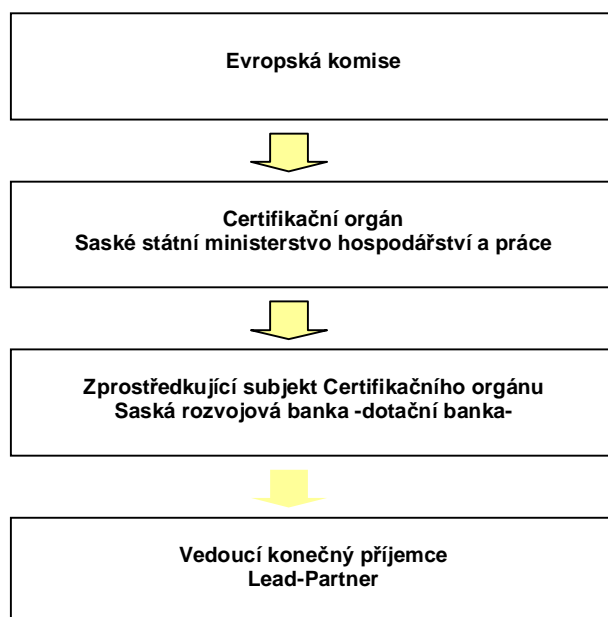 Evropská komise
Certifikační orgán
Saské státní ministerstvo hospodářství a práce
Zprostředkující subjekt Certifikačního orgánu
Saská rozvojová banka -dotační banka-
Vedoucí konečný příjemce
Lead-Partner